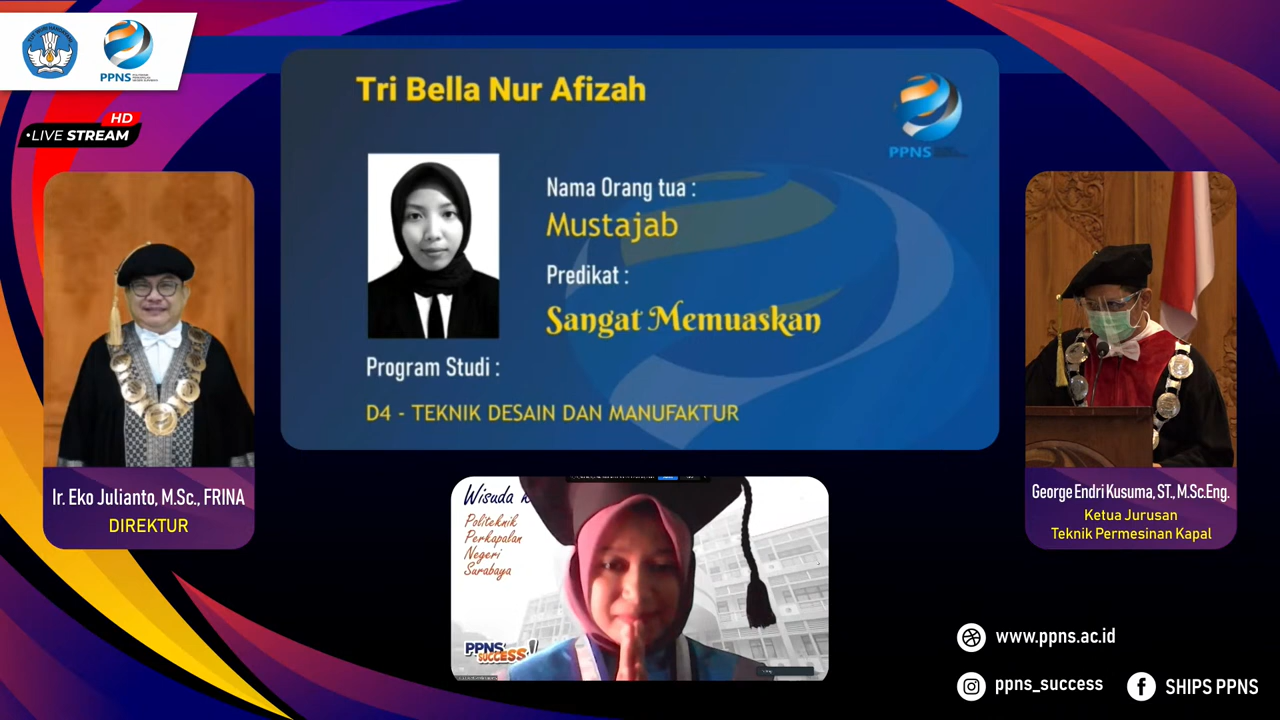 PPNS
HD
•LIVE STREAM
Tri Bella Nur Afizah
PPNS
Nama Orang tua :
Mustajab
Predikat :
Sangat Memuaskan
Program Studi :
D4 - TEKNIK DESAIN DAN MANUFAKTUR
Ir. Eko Julianto, M.Sc., FRINA
DIREKTUR
George Endri Kusuma, ST., M.Sc.Eng.
Ketua Jurusan
Teknik Permesinan Kapal
Wisuda
Politeknik
Perkapalan
Negeri
Surabaya
PPNS
SUCCESS!
www.ppns.ac.id
ppns_success
SHIPS PPNS